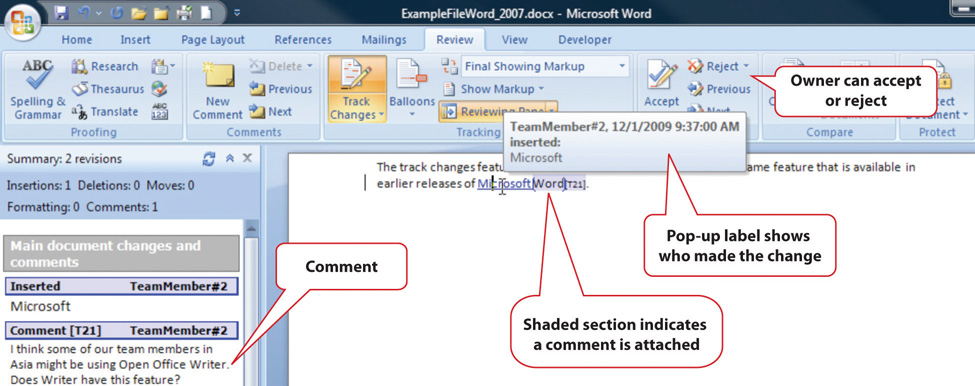 ExampleFileWord_2007.docx - Microsoft Word
Home Insert Page Layout References Mailings Review View Developer
ABC
Spelling &
Grammar
Research
Thesaurus
Translate
ABC
123
Proofing
New
Comment
Delete
Previous
Next
Comments
Track
Changes
Balloons
Final Showing Markup
Show Markup
Reviewing Pane
Tracking
Accept
Reject
Previous
Next
Compare
Protect
Owner can accept
or reject
TeamMember#2, 12/1/2009 9:37:00 AM
inserted:
Microsoft
Summary: 2 revisions
Insertions: 1 Deletions: 0 Moves: 0
Formatting: 0 Comments: 1
Main document changes and
comments
Inserted TeamMember#2
Microsoft
Comment [T21] TeamMember#2
I think some of our team members in
Asia might be using Open Office Writer.
Does Writer have this feature?
The track changes featu ame feature that is available in
earlier releases of Microsoft [Word][T21].
Comment
Pop-up label shows
who made the change
Shaded section indicates
a comment is attached